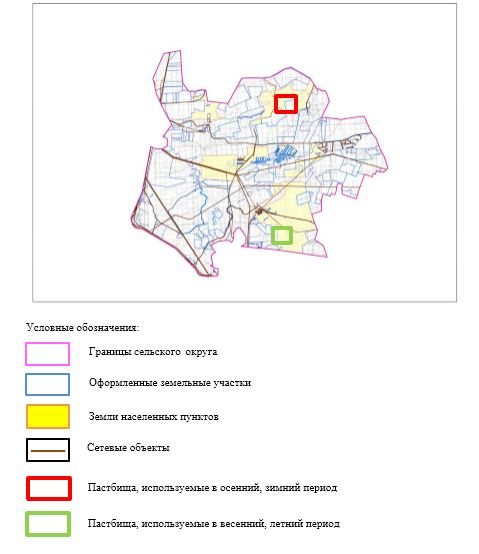 Условные обозначения:
Границы сельского округа
Оформленные земельные участки
Земли населенных пунктов
Сетевые объекты
Пастбища, используемые в осенний, зимний период
Пастбища, используемые в весенний, летний период